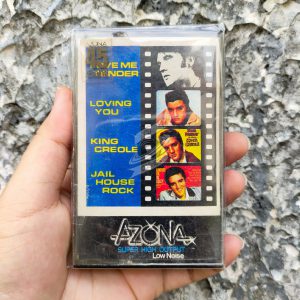 LOVE ME
TENDER
LOVING
YOU
KING
CREOLE
JAIL
HOUSE
ROCK
AZONA
SUPER HIGH OUTPUT
Low Noise